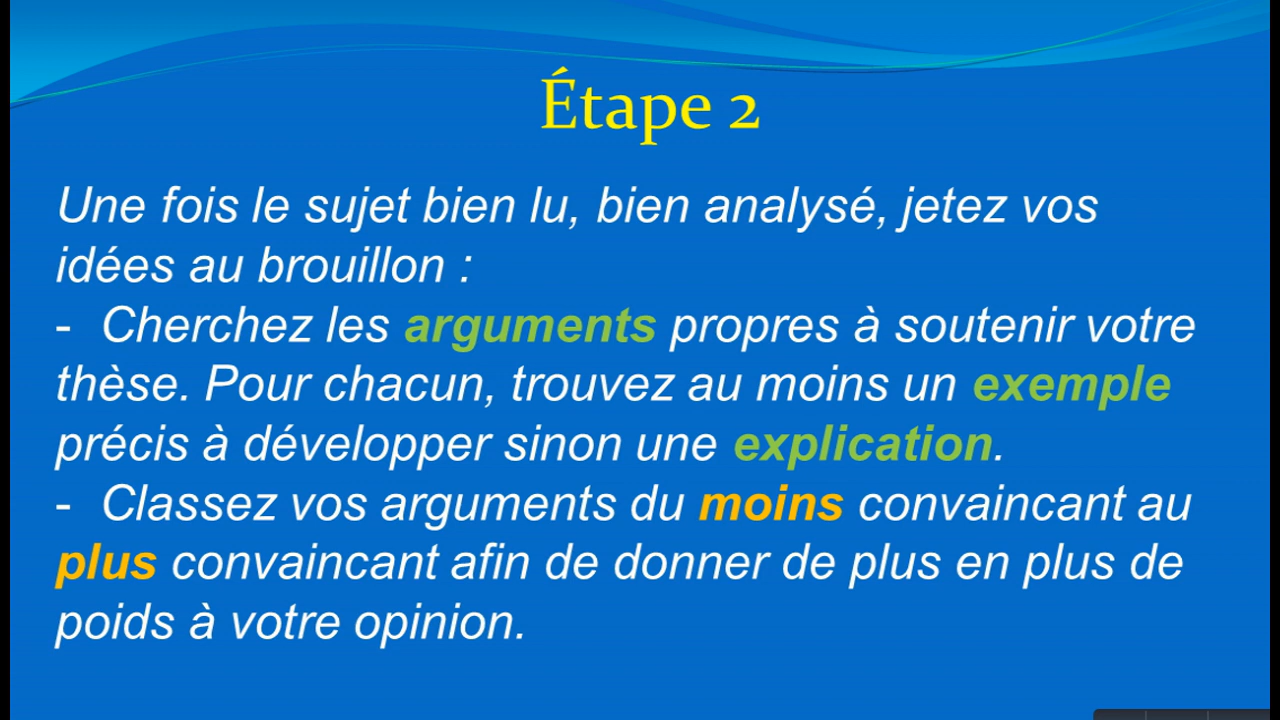 Étape 2
Une fois le sujet bien lu, bien analysé, jetez vos
idées au brouillon :
- Cherchez les arguments propres à soutenir votre
thèse. Pour chacun, trouvez au moins un exemple
précis à développer sinon une explication.
- Classez vos arguments du moins convaincant au
plus convaincant afin de donner de plus en plus de
poids à votre opinion.